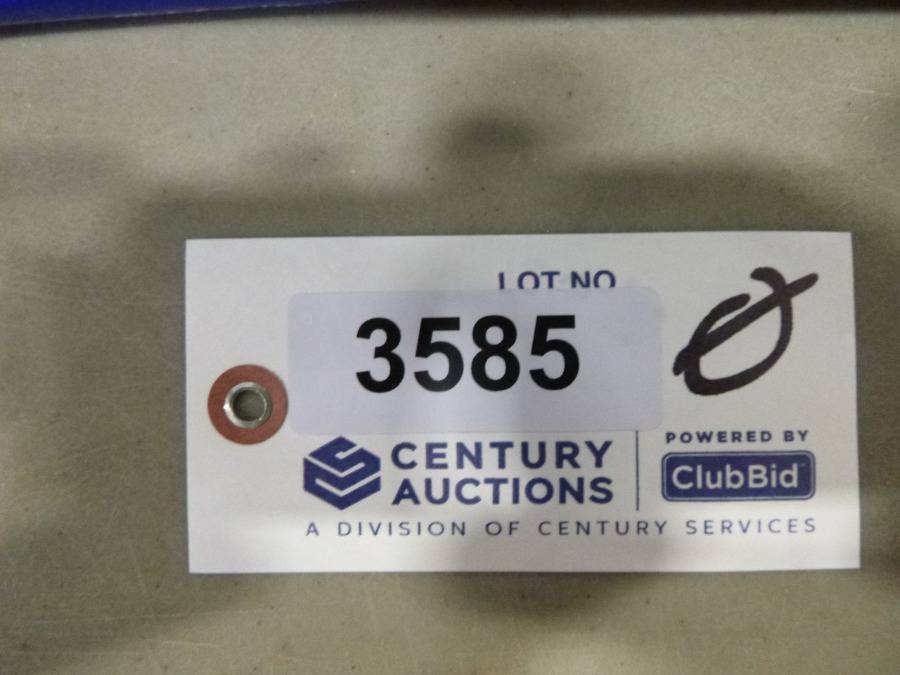 LOT NO
3585
CENTURY
AUCTIONS
POWERED BY
ClubBid
A DIVISION OF CENTURY SERVICES